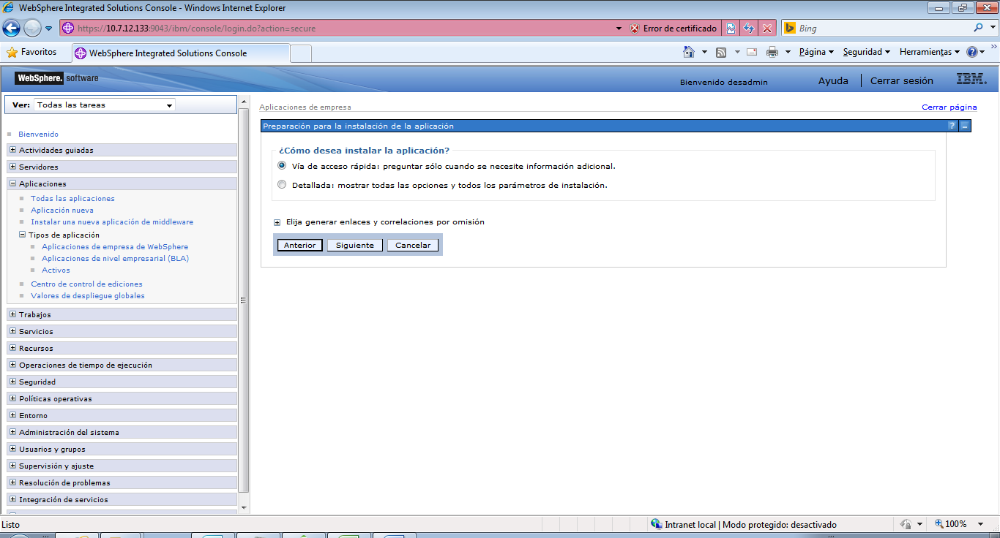 WebSphere Integrated Solutions Console - Windows Internet Explorer
https://10.7.12.133:9043/ibm/console/login.do?action=secure
Error de certificado
Bing
Favoritos
WebSphere Integrated Solutions Console
Página
Seguridad
Herramientas
WebSphere. software
Bienvenido desadmin
Ayuda
Cerrar sesión
IBM.
Ver: Todas las tareas
Bienvenido
Actividades guiadas
Servidores
Aplicaciones
Todas las aplicaciones
Aplicación nueva
Instalar una nueva aplicación de middleware
Tipos de aplicación
Aplicaciones de empresa de WebSphere
Aplicaciones de nivel empresarial (BLA)
Activos
Centro de control de ediciones
Valores de despliegue globales
Trabajos
Servicios
Recursos
Operaciones de tiempo de ejecución
Seguridad
Políticas operativas
Entorno
Administración del sistema
Usuarios y grupos
Supervisión y ajuste
Resolución de problemas
Integración de servicios
Aplicaciones de empresa
Cerrar página
Preparación para la instalación de la aplicación
?
¿Cómo desea instalar la aplicación?
Vía de acceso rápida: preguntar sólo cuando se necesite información adicional.
Detallada: mostrar todas las opciones y todos los parámetros de instalación.
Elija generar enlaces y correlaciones por omisión
Anterior
Siguiente
Cancelar
Listo
Intranet local | Modo protegido: desactivado
100%